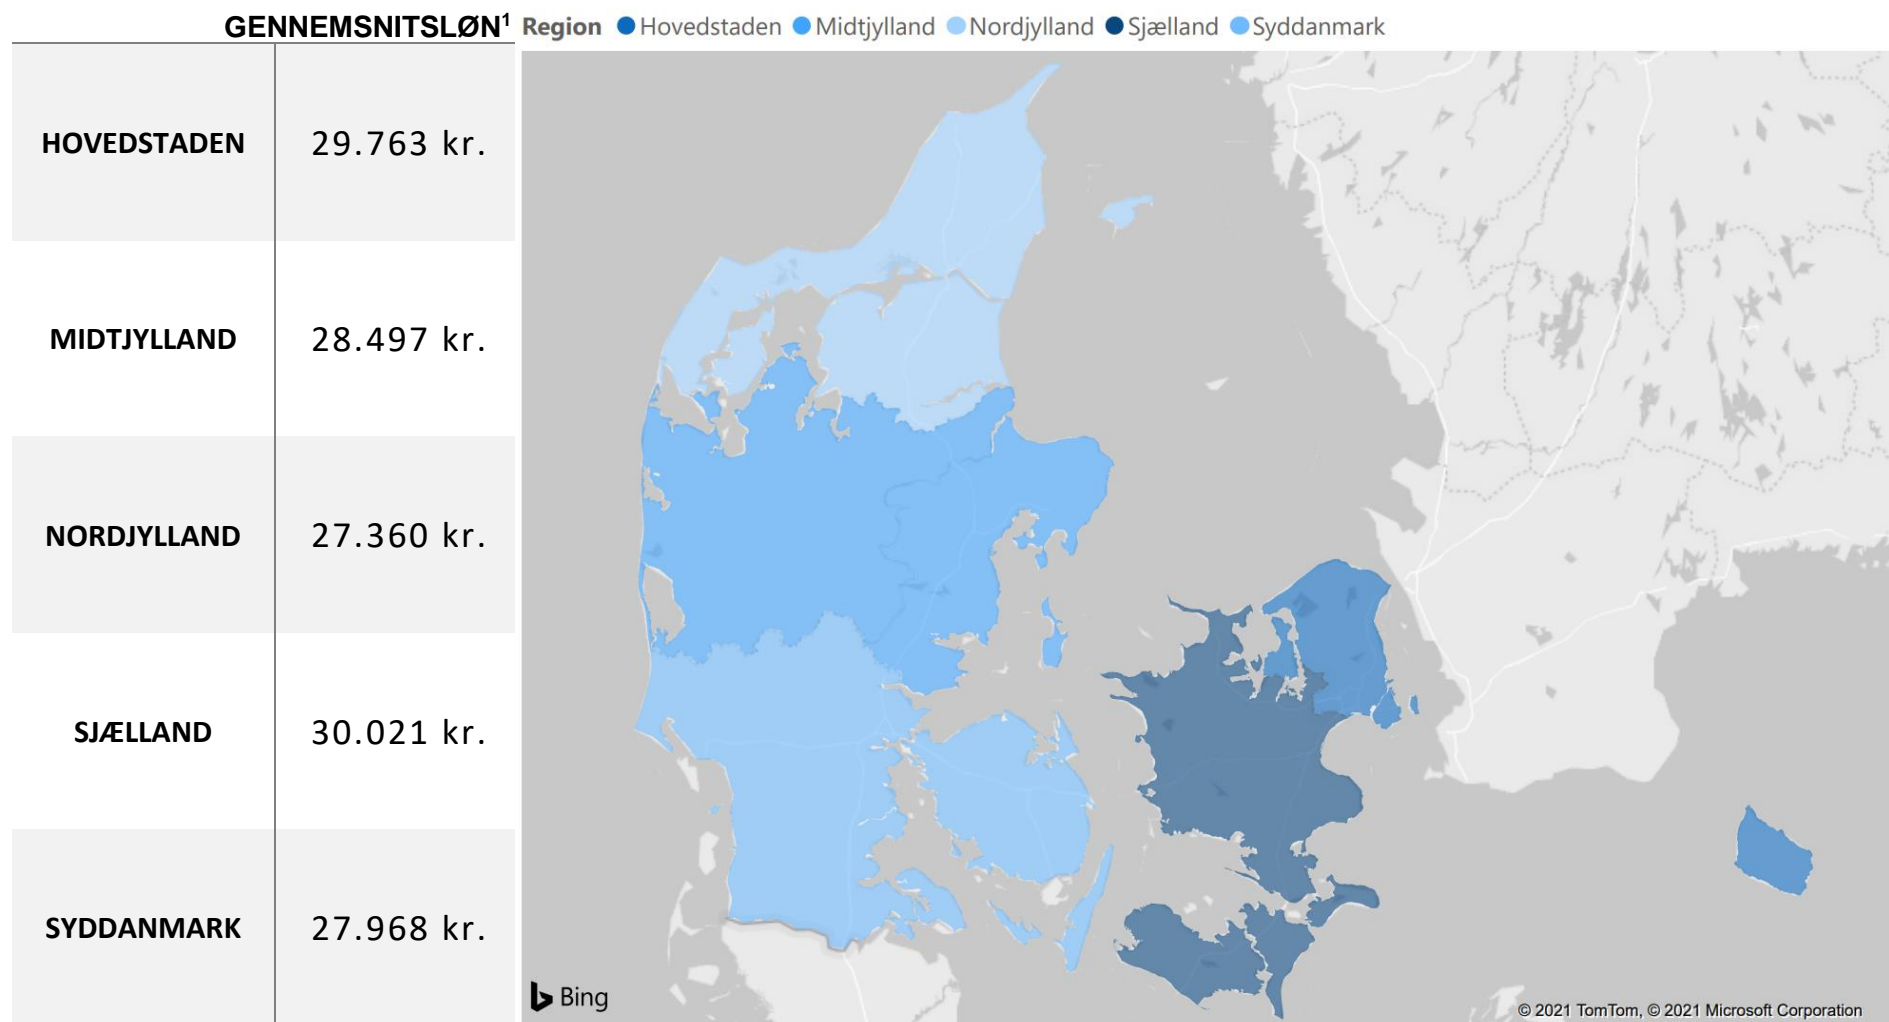 GENNEMSNITSLØN¹
HOVEDSTADEN 29.763 kr.
MIDTJYLLAND 28.497 kr.
NORDJYLLAND 27.360 kr.
SJÆLLAND 30.021 kr.
SYDDANMARK 27.968 kr.
Region Hovedstaden Midtjylland Nordjylland Sjælland Syddanmark
Bing
© 2021 TomTom, © 2021 Microsoft Corporation